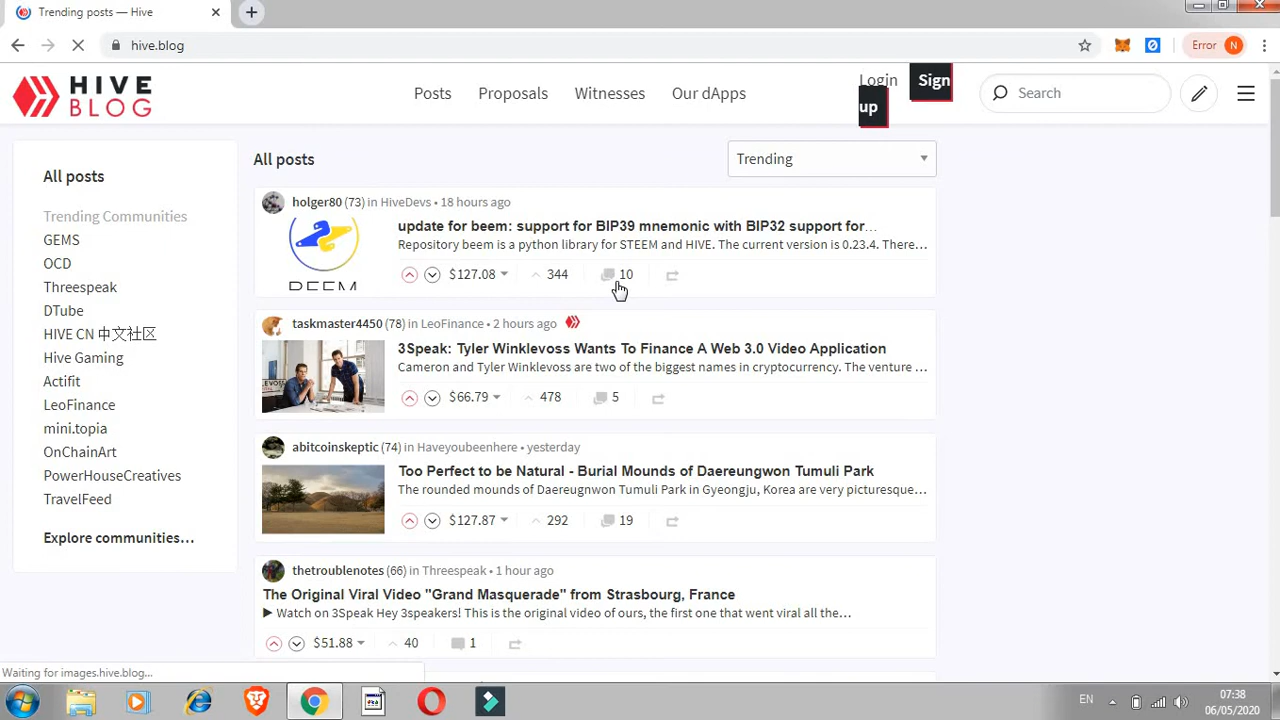 Trending posts — Hive
hive.blog
Error N
HIVE
BLOG
Posts
Proposals
Witnesses
Our dApps
Login
Sign
up
Search
All posts
Trending Communities
GEMS
OCD
Threespeak
DTube
HIVE CN 中文社区
Hive Gaming
Actifit
LeoFinance
mini.topia
OnChainArt
PowerHouseCreatives
TravelFeed
Explore communities...
All posts
Trending
holger80 (73) in HiveDevs • 18 hours ago
BEEM
update for beem: support for BIP39 mnemonic with BIP32 support for...
Repository beem is a python library for STEEM and HIVE. The current version is 0.23.4. There...
$127.08 344 10
taskmaster4450 (78) in LeoFinance • 2 hours ago
3Speak: Tyler Winklevoss Wants To Finance A Web 3.0 Video Application
Cameron and Tyler Winklevoss are two of the biggest names in cryptocurrency. The venture ...
$66.79 478 5
abitcoinskeptic (74) in Haveyoubeenhere • yesterday
Too Perfect to be Natural - Burial Mounds of Daereungwon Tumuli Park
The rounded mounds of Daereugnwon Tumuli Park in Gyeongju, Korea are very picturesque...
$127.87 292 19
thetroublenotes (66) in Threespeak • 1 hour ago
The Original Viral Video "Grand Masquerade" from Strasbourg, France
▶ Watch on 3Speak Hey 3speakers! This is the original video of ours, the first one that went viral all the...
$51.88 40 1
Waiting for images.hive.blog...
EN
07:38
06/05/2020